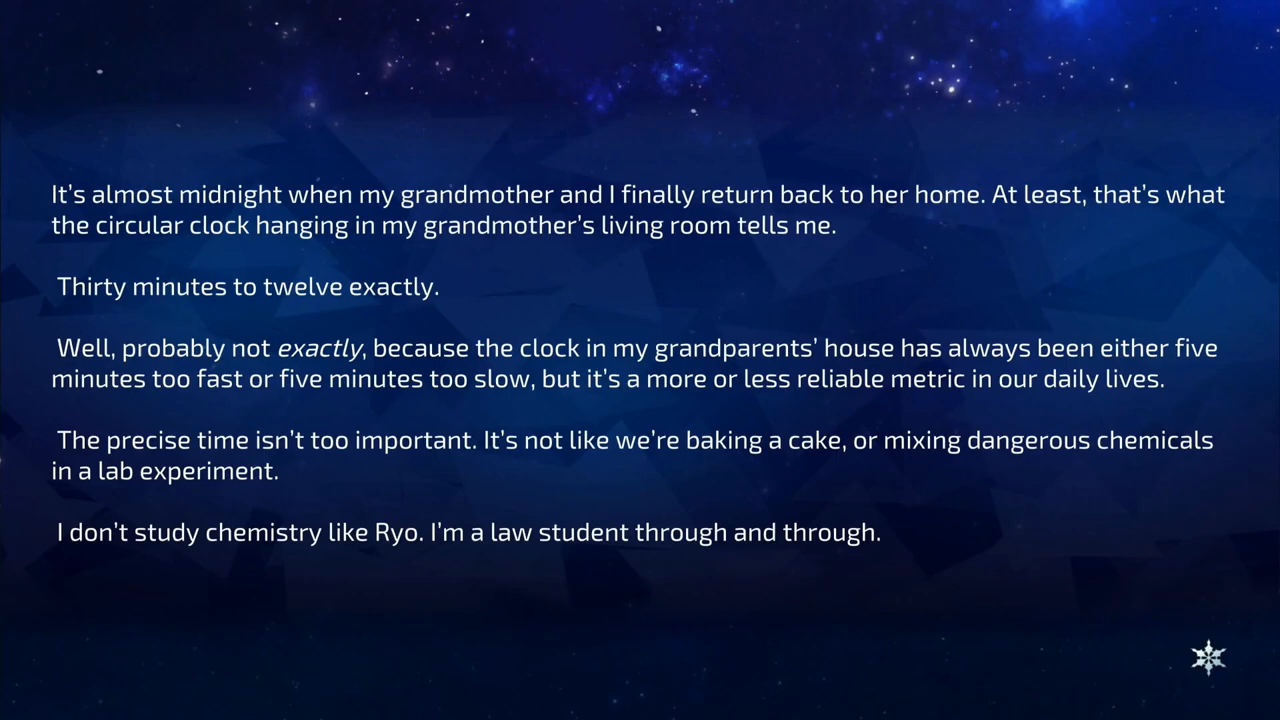 It’s almost midnight when my grandmother and I finally return back to her home. At least, that’s what
the circular clock hanging in my grandmother’s living room tells me.
Thirty minutes to twelve exactly.
Well, probably not exactly, because the clock in my grandparents’ house has always been either five
minutes too fast or five minutes too slow, but it’s a more or less reliable metric in our daily lives.
The precise time isn’t too important. It’s not like we’re baking a cake, or mixing dangerous chemicals
in a lab experiment.
I don’t study chemistry like Ryo. I’m a law student through and through.